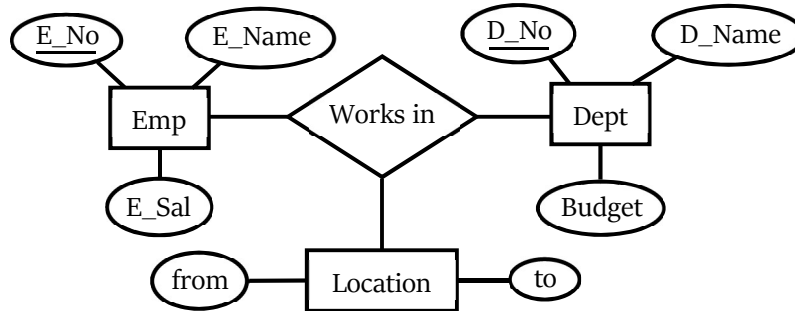 E_No
E_Name
D_No
D_Name
Emp
Works in
Dept
E_Sal
Budget
from
Location
to